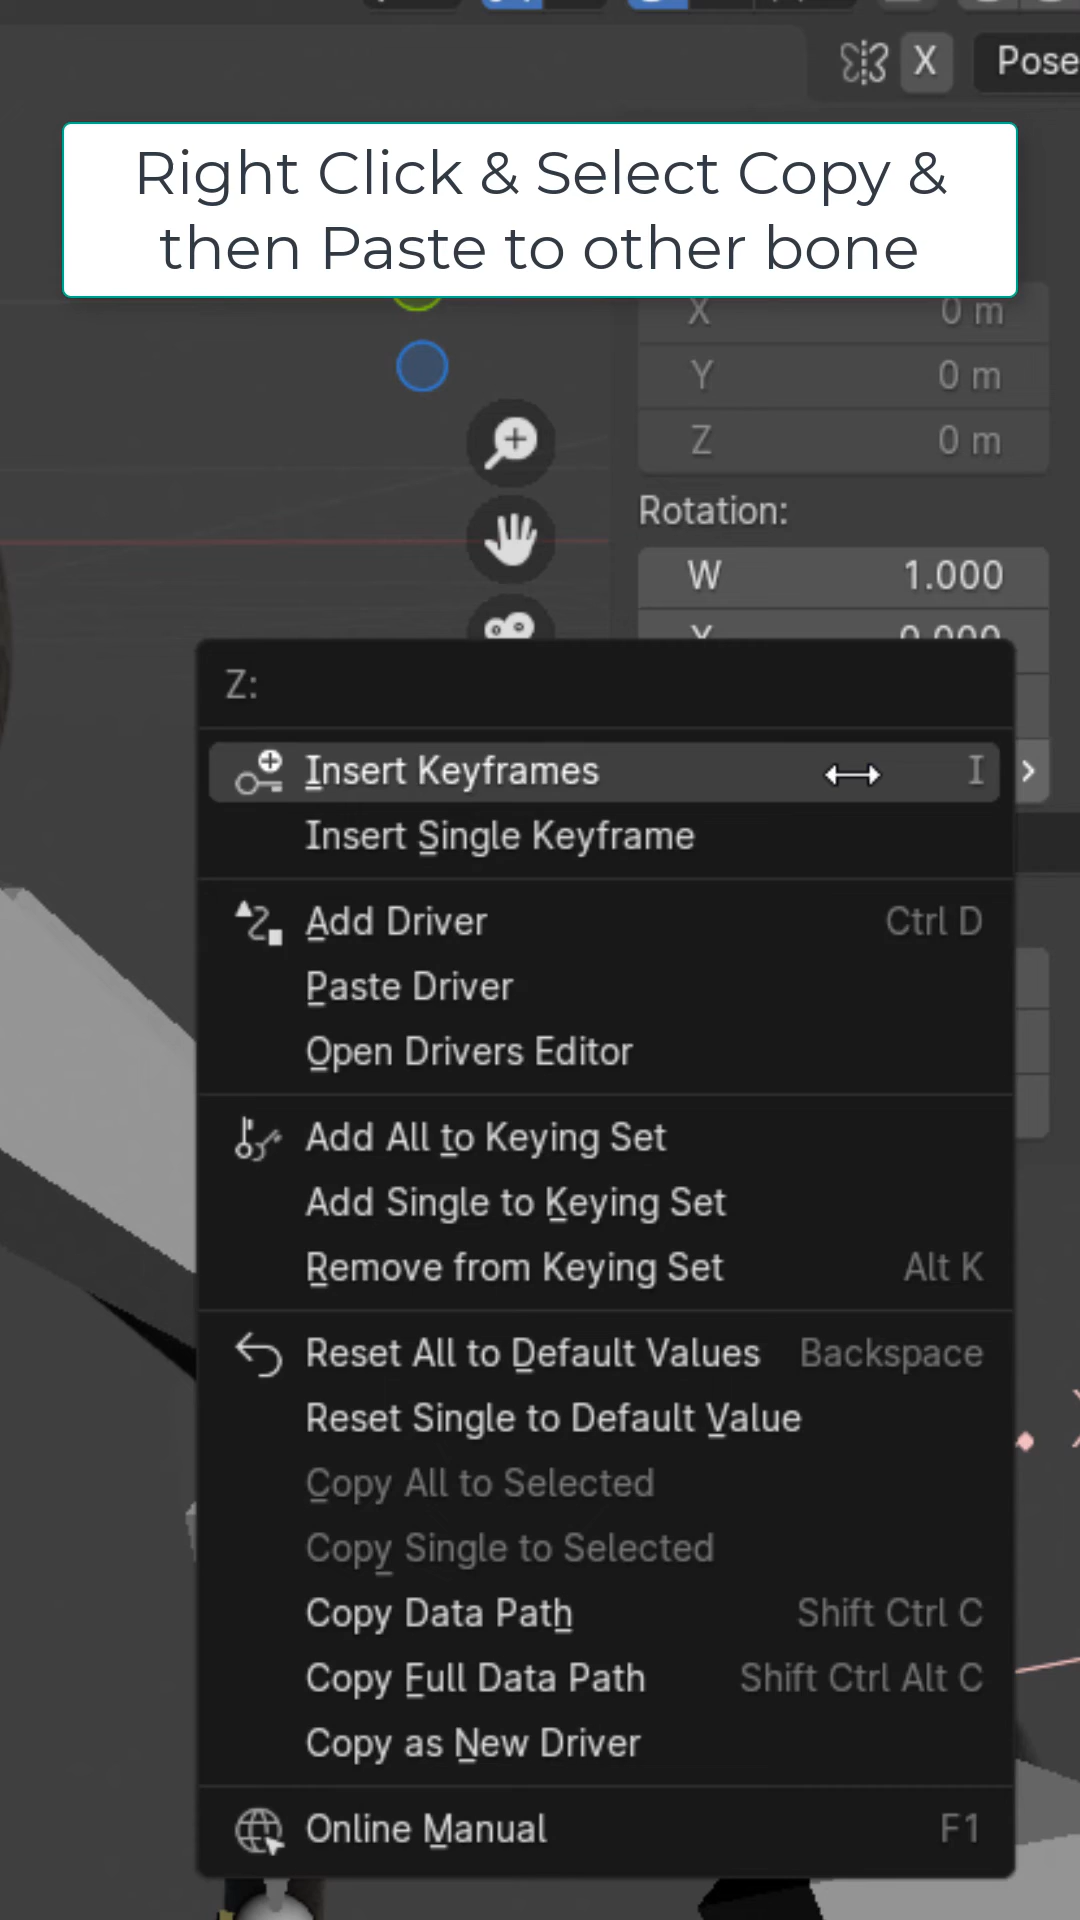 X
Pose
Right Click & Select Copy &
then Paste to other bone
X 0 m
Y 0 m
Z 0 m
Rotation:
W 1.000
Z:
Insert Keyframes I
Insert Single Keyframe
Add Driver Ctrl D
Paste Driver
Open Drivers Editor
Add All to Keying Set
Add Single to Keying Set
Remove from Keying Set Alt K
Reset All to Default Values Backspace
Reset Single to Default Value
Copy All to Selected
Copy Single to Selected
Copy Data Path Shift Ctrl C
Copy Full Data Path Shift Ctrl Alt C
Copy as New Driver
Online Manual F1